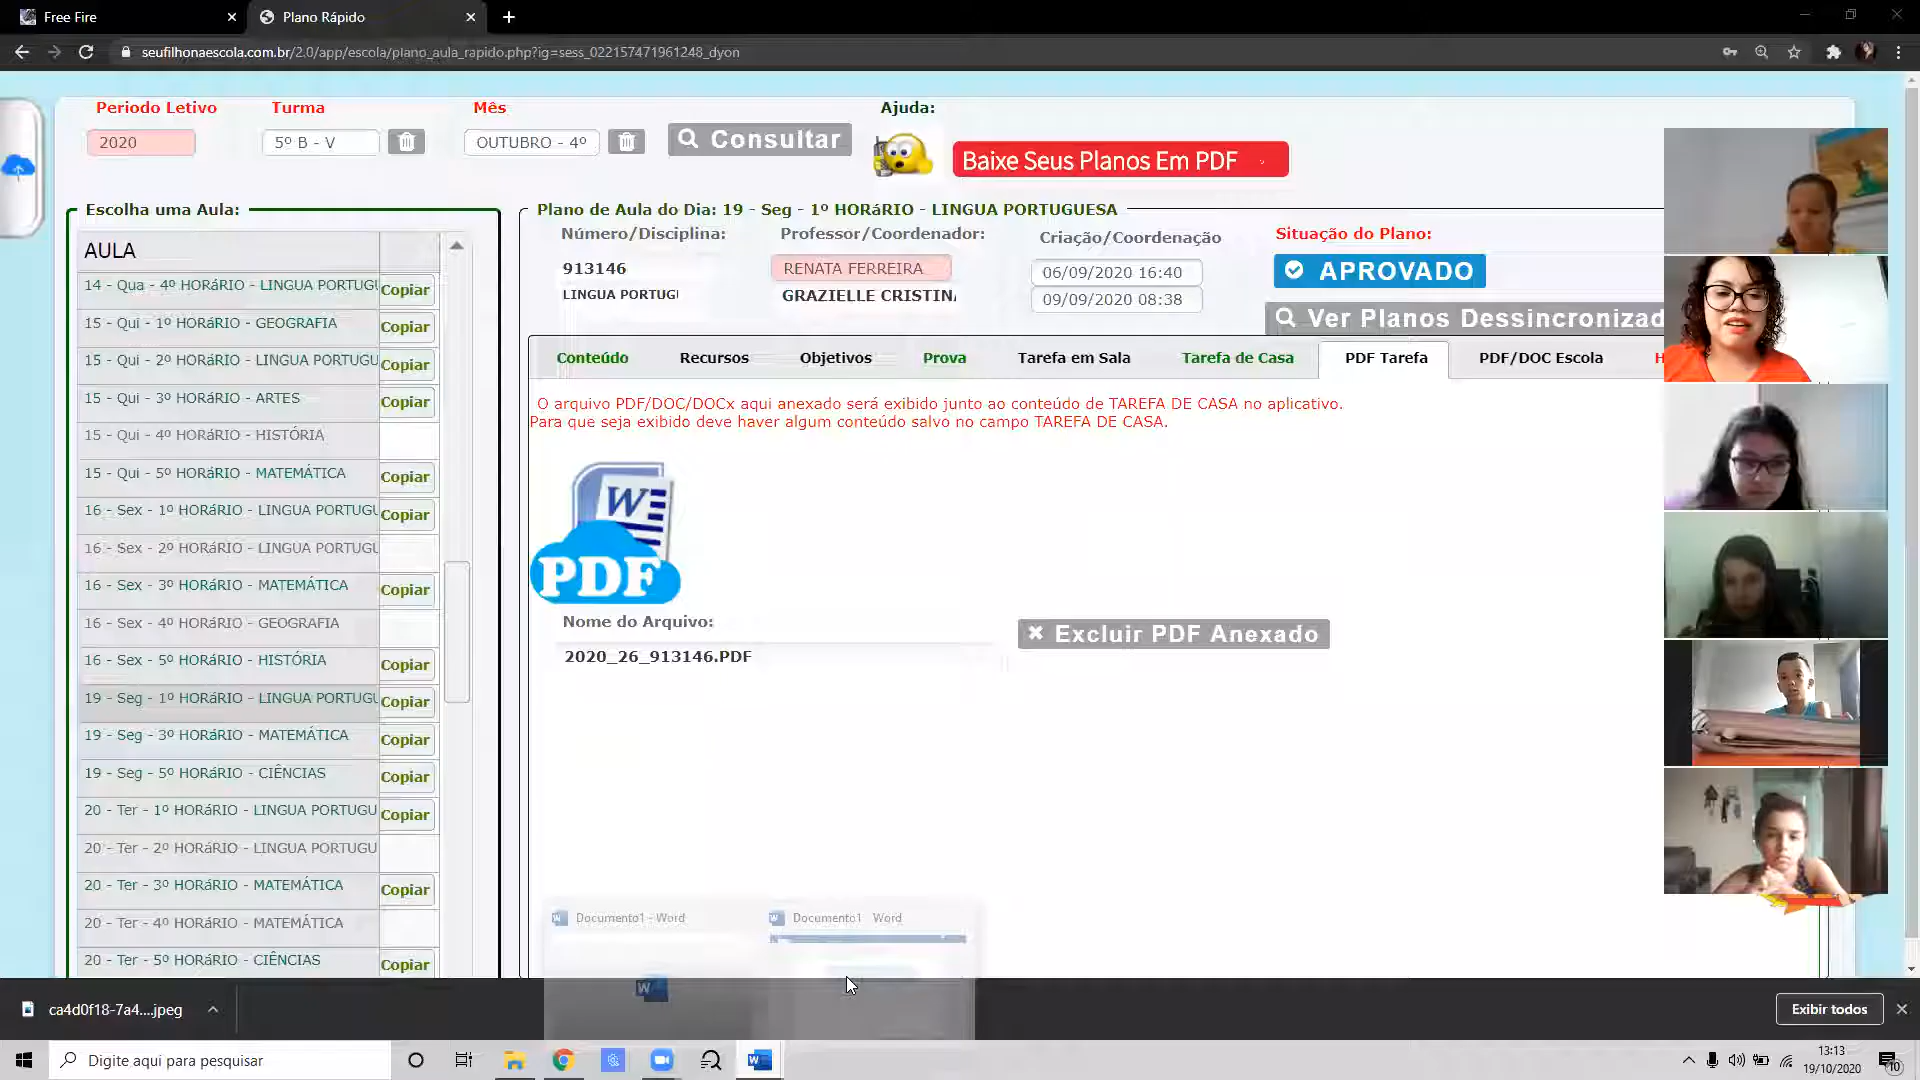 Free Fire
Plano Rápido
seufilhonaescola.com.br/2.0/app/escola/plano_aula_rapido.php?ig=sess_022157471961248_dyon
Periodo Letivo
Turma
Mês
Ajuda:
2020
5º B - V
OUTUBRO - 4º
Consultar
Baixe Seus Planos Em PDF
Escolha uma Aula:
AULA
14 - Qua - 4º HORáRIO - LINGUA PORTUGU
Copiar
15 - Qui - 1º HORáRIO - GEOGRAFIA
Copiar
15 - Qui - 2º HORáRIO - LINGUA PORTUGU
Copiar
15 - Qui - 3º HORáRIO - ARTES
Copiar
15 - Qui - 4º HORáRIO - HISTÓRIA
15 - Qui - 5º HORáRIO - MATEMÁTICA
Copiar
16 - Sex - 1º HORáRIO - LINGUA PORTUGU
Copiar
16 - Sex - 2º HORáRIO - LINGUA PORTUGU
16 - Sex - 3º HORáRIO - MATEMÁTICA
Copiar
16 - Sex - 4º HORáRIO - GEOGRAFIA
16 - Sex - 5º HORáRIO - HISTÓRIA
Copiar
19 - Seg - 1º HORáRIO - LINGUA PORTUGU
Copiar
19 - Seg - 3º HORáRIO - MATEMÁTICA
Copiar
19 - Seg - 5º HORáRIO - CIÊNCIAS
Copiar
20 - Ter - 1º HORáRIO - LINGUA PORTUGU
Copiar
20 - Ter - 2º HORáRIO - LINGUA PORTUGU
20 - Ter - 3º HORáRIO - MATEMÁTICA
Copiar
20 - Ter - 4º HORáRIO - MATEMÁTICA
20 - Ter - 5º HORáRIO - CIÊNCIAS
Copiar
Plano de Aula do Dia: 19 - Seg - 1º HORáRIO - LINGUA PORTUGUESA
Número/Disciplina:
Professor/Coordenador:
Criação/Coordenação
Situação do Plano:
913146
RENATA FERREIRA
06/09/2020 16:40
APROVADO
LINGUA PORTUG
GRAZIELLE CRISTINA
09/09/2020 08:38
Ver Planos Dessincronizad
Conteúdo
Recursos
Objetivos
Prova
Tarefa em Sala
Tarefa de Casa
PDF Tarefa
PDF/DOC Escola
H
O arquivo PDF/DOC/DOCx aqui anexado será exibido junto ao conteúdo de TAREFA DE CASA no aplicativo.
Para que seja exibido deve haver algum conteúdo salvo no campo TAREFA DE CASA.
W
PDF
Nome do Arquivo:
Excluir PDF Anexado
2020_26_913146.PDF
Documento1 - Word
Documento1 Word
W
ca4d0f18-7a4....jpeg
Exibir todos
Digite aqui para pesquisar
W
13:13
19/10/2020
10